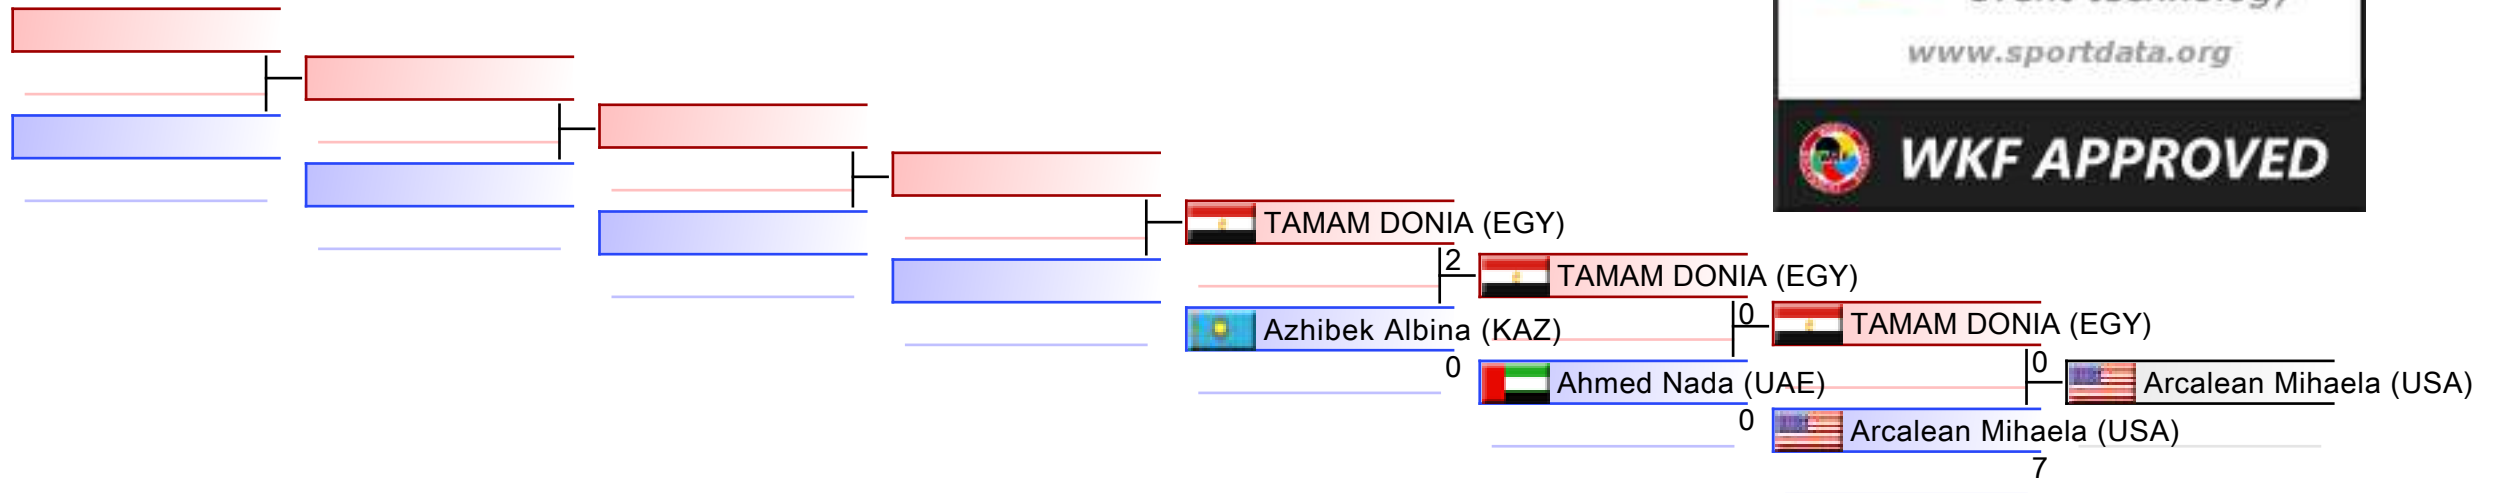 www.sportdata.org
WKF APPROVED
TAMAM DONIA (EGY)
2
TAMAM DONIA (EGY)
Azhibek Albina (KAZ)
0
0
TAMAM DONIA (EGY)
Ahmed Nada (UAE)
0
0
Arcalean Mihaela (USA)
Arcalean Mihaela (USA)
7